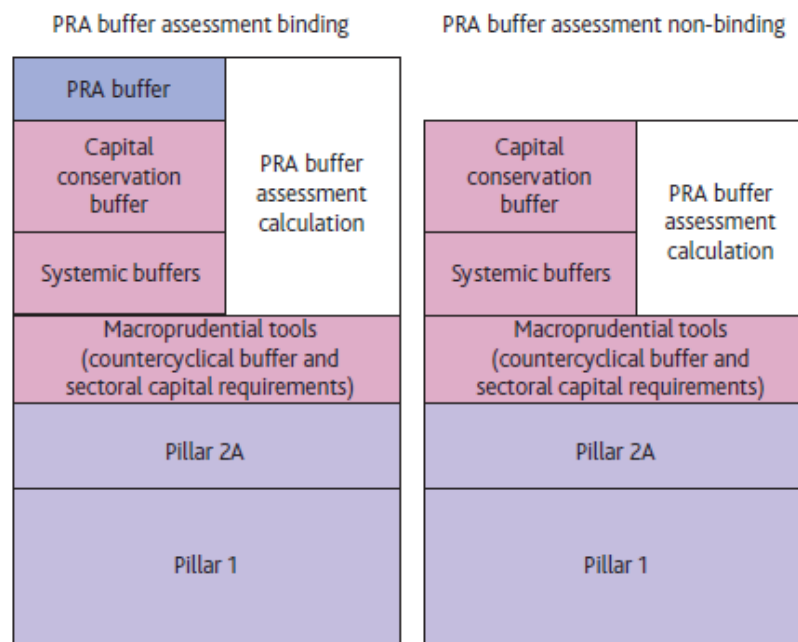 PRA buffer assessment binding
PRA buffer
Capital
conservation
buffer
Systemic buffers
PRA buffer
assessment
calculation
Macroprudential tools
(countercyclical buffer and
sectoral capital requirements)
Pillar 2A
Pillar 1
PRA buffer assessment non-binding
Capital
conservation
buffer
Systemic buffers
PRA buffer
assessment
calculation
Macroprudential tools
(countercyclical buffer and
sectoral capital requirements)
Pillar 2A
Pillar 1